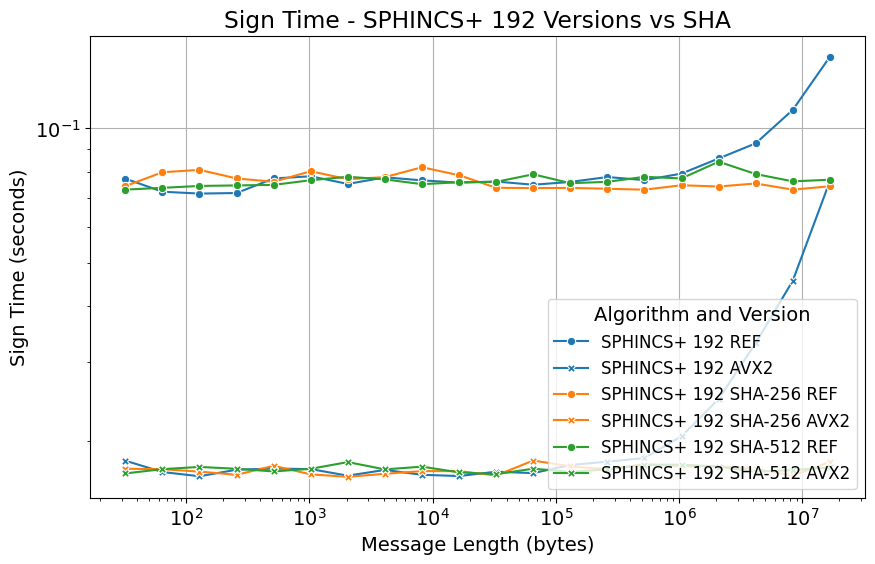 Sign Time - SPHINCS+ 192 Versions vs SHA
Sign Time (seconds)
10⁻¹
Algorithm and Version
SPHINCS+ 192 REF
SPHINCS+ 192 AVX2
SPHINCS+ 192 SHA-256 REF
SPHINCS+ 192 SHA-256 AVX2
SPHINCS+ 192 SHA-512 REF
SPHINCS+ 192 SHA-512 AVX2
10² 10³ 10⁴ 10⁵ 10⁶ 10⁷
Message Length (bytes)